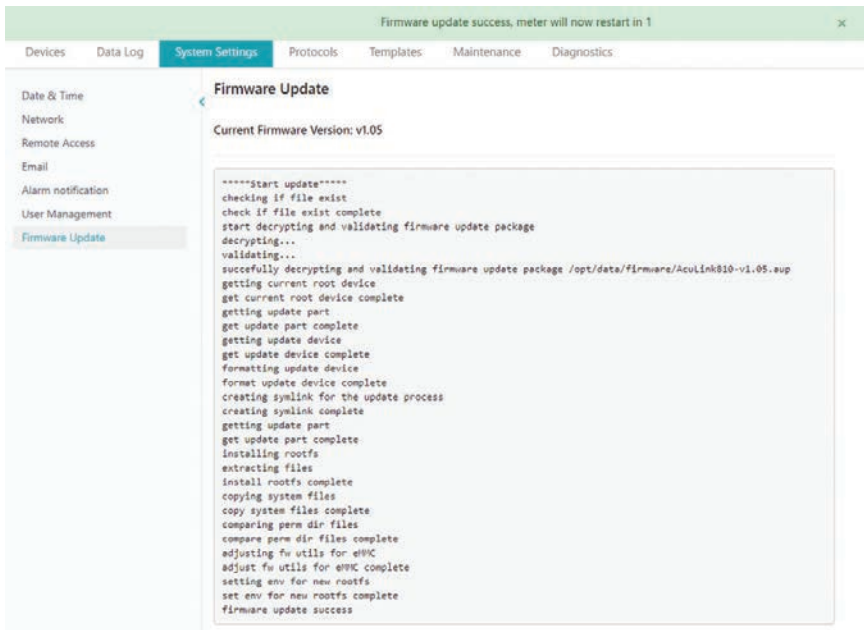 Firmware update success, meter will now restart in 1 ×
Devices Data Log System Settings Protocols Templates Maintenance Diagnostics
Date & Time
Network
Remote Access
Email
Alarm notification
User Management
Firmware Update
Firmware Update
Current Firmware Version: v1.05
*****Start update*****
checking if file exist
check if file exist complete
start decrypting and validating firmware update package
decrypting...
validating...
succefully decrypting and validating firmware update package /opt/data/firmware/AcuLink810-v1.05.aup
getting current root device
get current root device complete
getting update part
get update part complete
getting update device
get update device complete
formatting update device
format update device complete
creating symlink for the update process
creating symlink complete
getting update part
get update part complete
installing rootfs
extracting files
install rootfs complete
copying system files
copy system files complete
comparing perm dir files
compare perm dir files complete
adjusting fw utils for eMMC
adjust fw utils for eMMC complete
setting env for new rootfs
set env for new rootfs complete
firmware update success